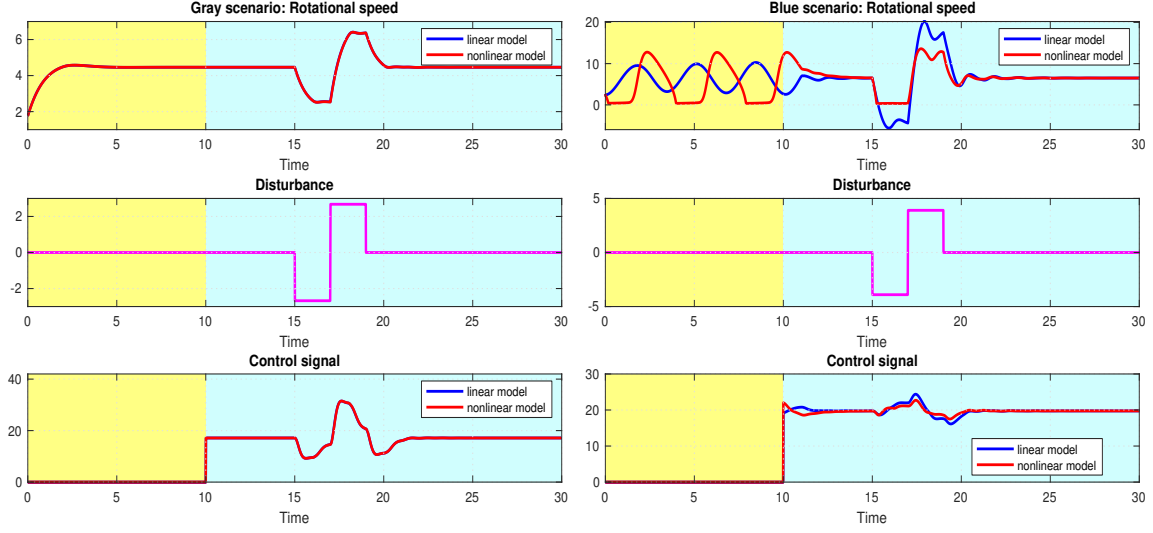 Gray scenario: Rotational speed
6
4
2
linear model
nonlinear model
0 5 10 15 20 25 30
Time
Disturbance
2
0
-2
0 5 10 15 20 25 30
Time
Control signal
40
20
0
linear model
nonlinear model
0 5 10 15 20 25 30
Time
Blue scenario: Rotational speed
20
10
0
linear model
nonlinear model
0 5 10 15 20 25 30
Time
Disturbance
5
0
-5
0 5 10 15 20 25 30
Time
Control signal
30
20
10
0
linear model
nonlinear model
0 5 10 15 20 25 30
Time